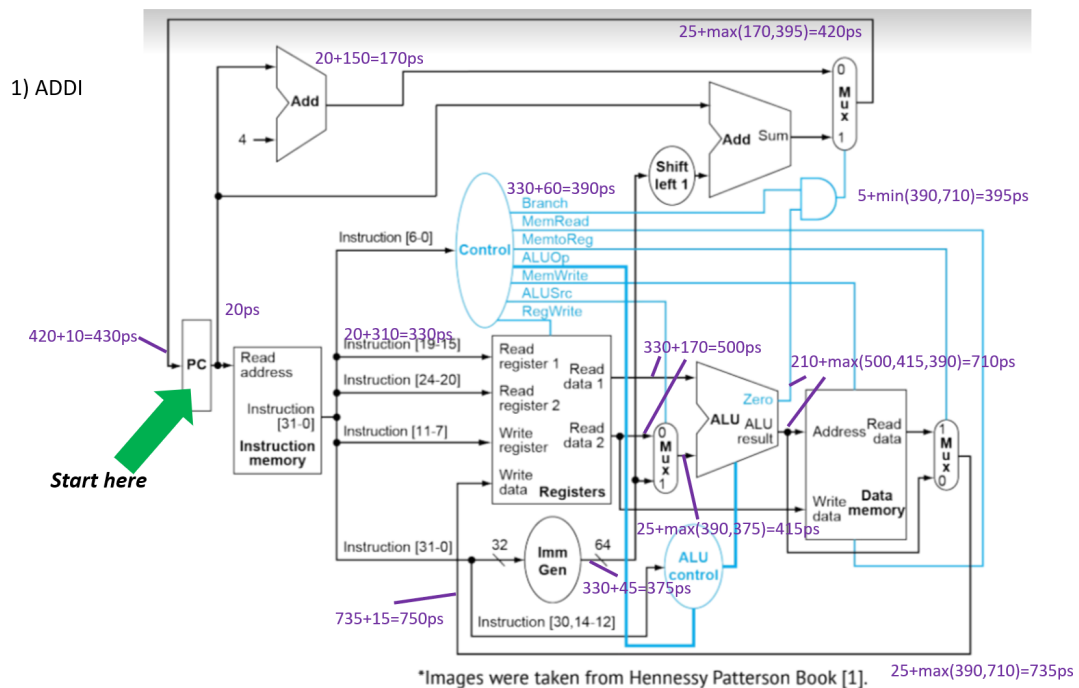 25+max(170,395)=420ps
20+150=170ps
1) ADDI
0
M
u
x
1
Add
4
Add Sum
Shift
left 1
330+60=390ps
Branch
5+min(390,710)=395ps
MemRead
Instruction [6-0]
MemtoReg
Control
ALUOp
MemWrite
ALUSrc
RegWrite
20ps
420+10=430ps
20+310=330ps
Instruction [19-15]
330+170=500ps
210+max(500,415,390)=710ps
PC
Read
address
Instruction
[31-0]
Instruction
memory
Instruction [24-20]
Instruction [11-7]
Read
register 1
Read
data 1
Read
register 2
Write
register
Read
data 2
Write
data
Registers
0
M
u
x
1
Zero
ALU
ALU
result
Address
Read
data
Write
data
Data
memory
1
M
u
x
0
Start here
25+max(390,375)=415ps
Instruction [31-0]
32
Imm
Gen
64
ALU
control
330+45=375ps
735+15=750ps
Instruction [30,14-12]
25+max(390,710)=735ps
*Images were taken from Hennessy Patterson Book [1].